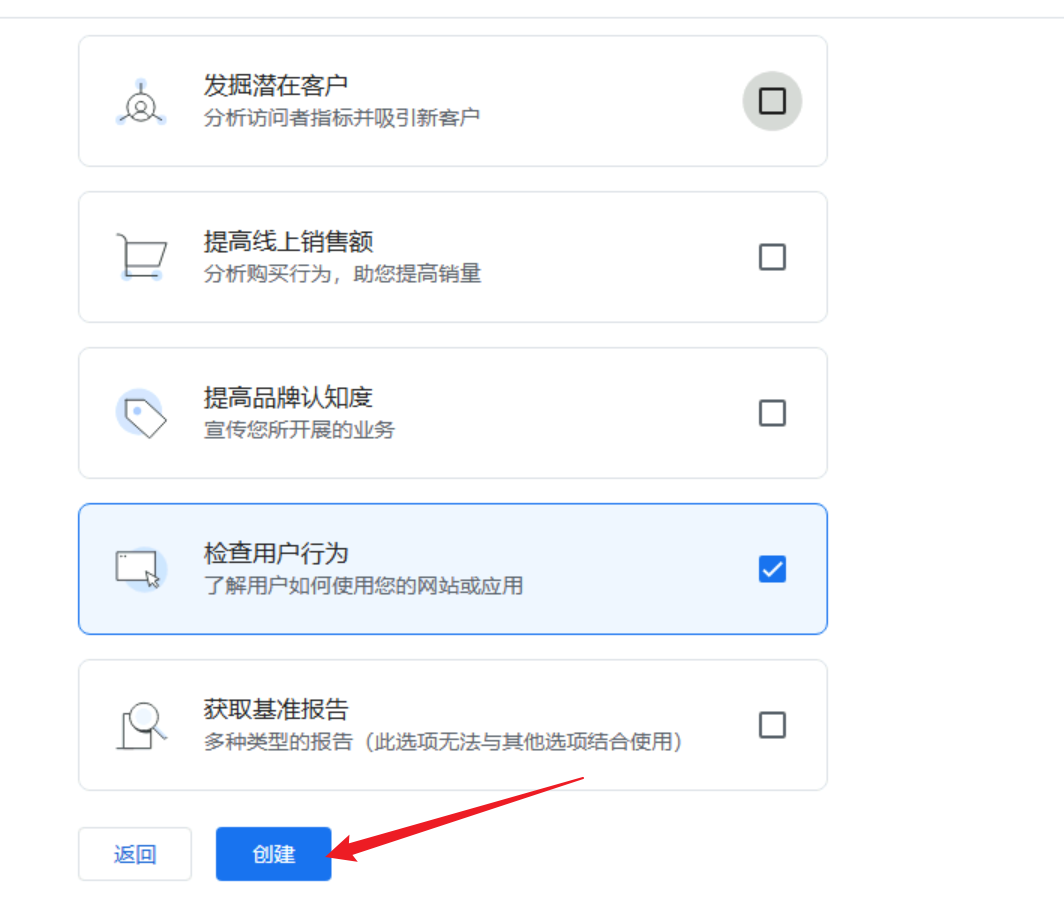 发掘潜在客户
分析访问者指标并吸引新客户
提高线上销售额
分析购买行为，助您提高销量
提高品牌认知度
宣传您所开展的业务
检查用户行为
了解用户如何使用您的网站或应用
获取基准报告
多种类型的报告（此选项无法与其他选项结合使用）
返回
创建